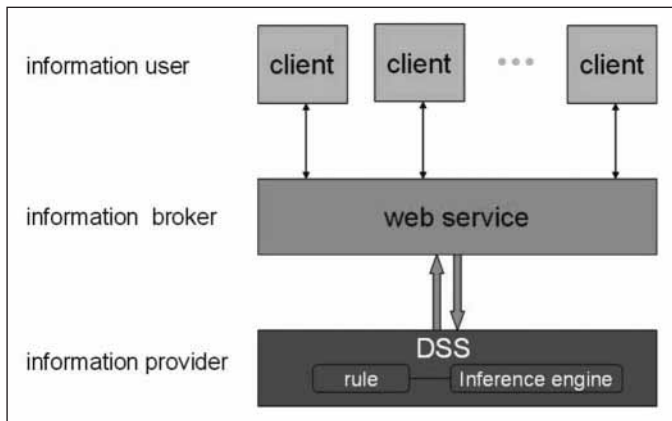 information user
client
client
client
information broker
web service
information provider
DSS
rule
Inference engine